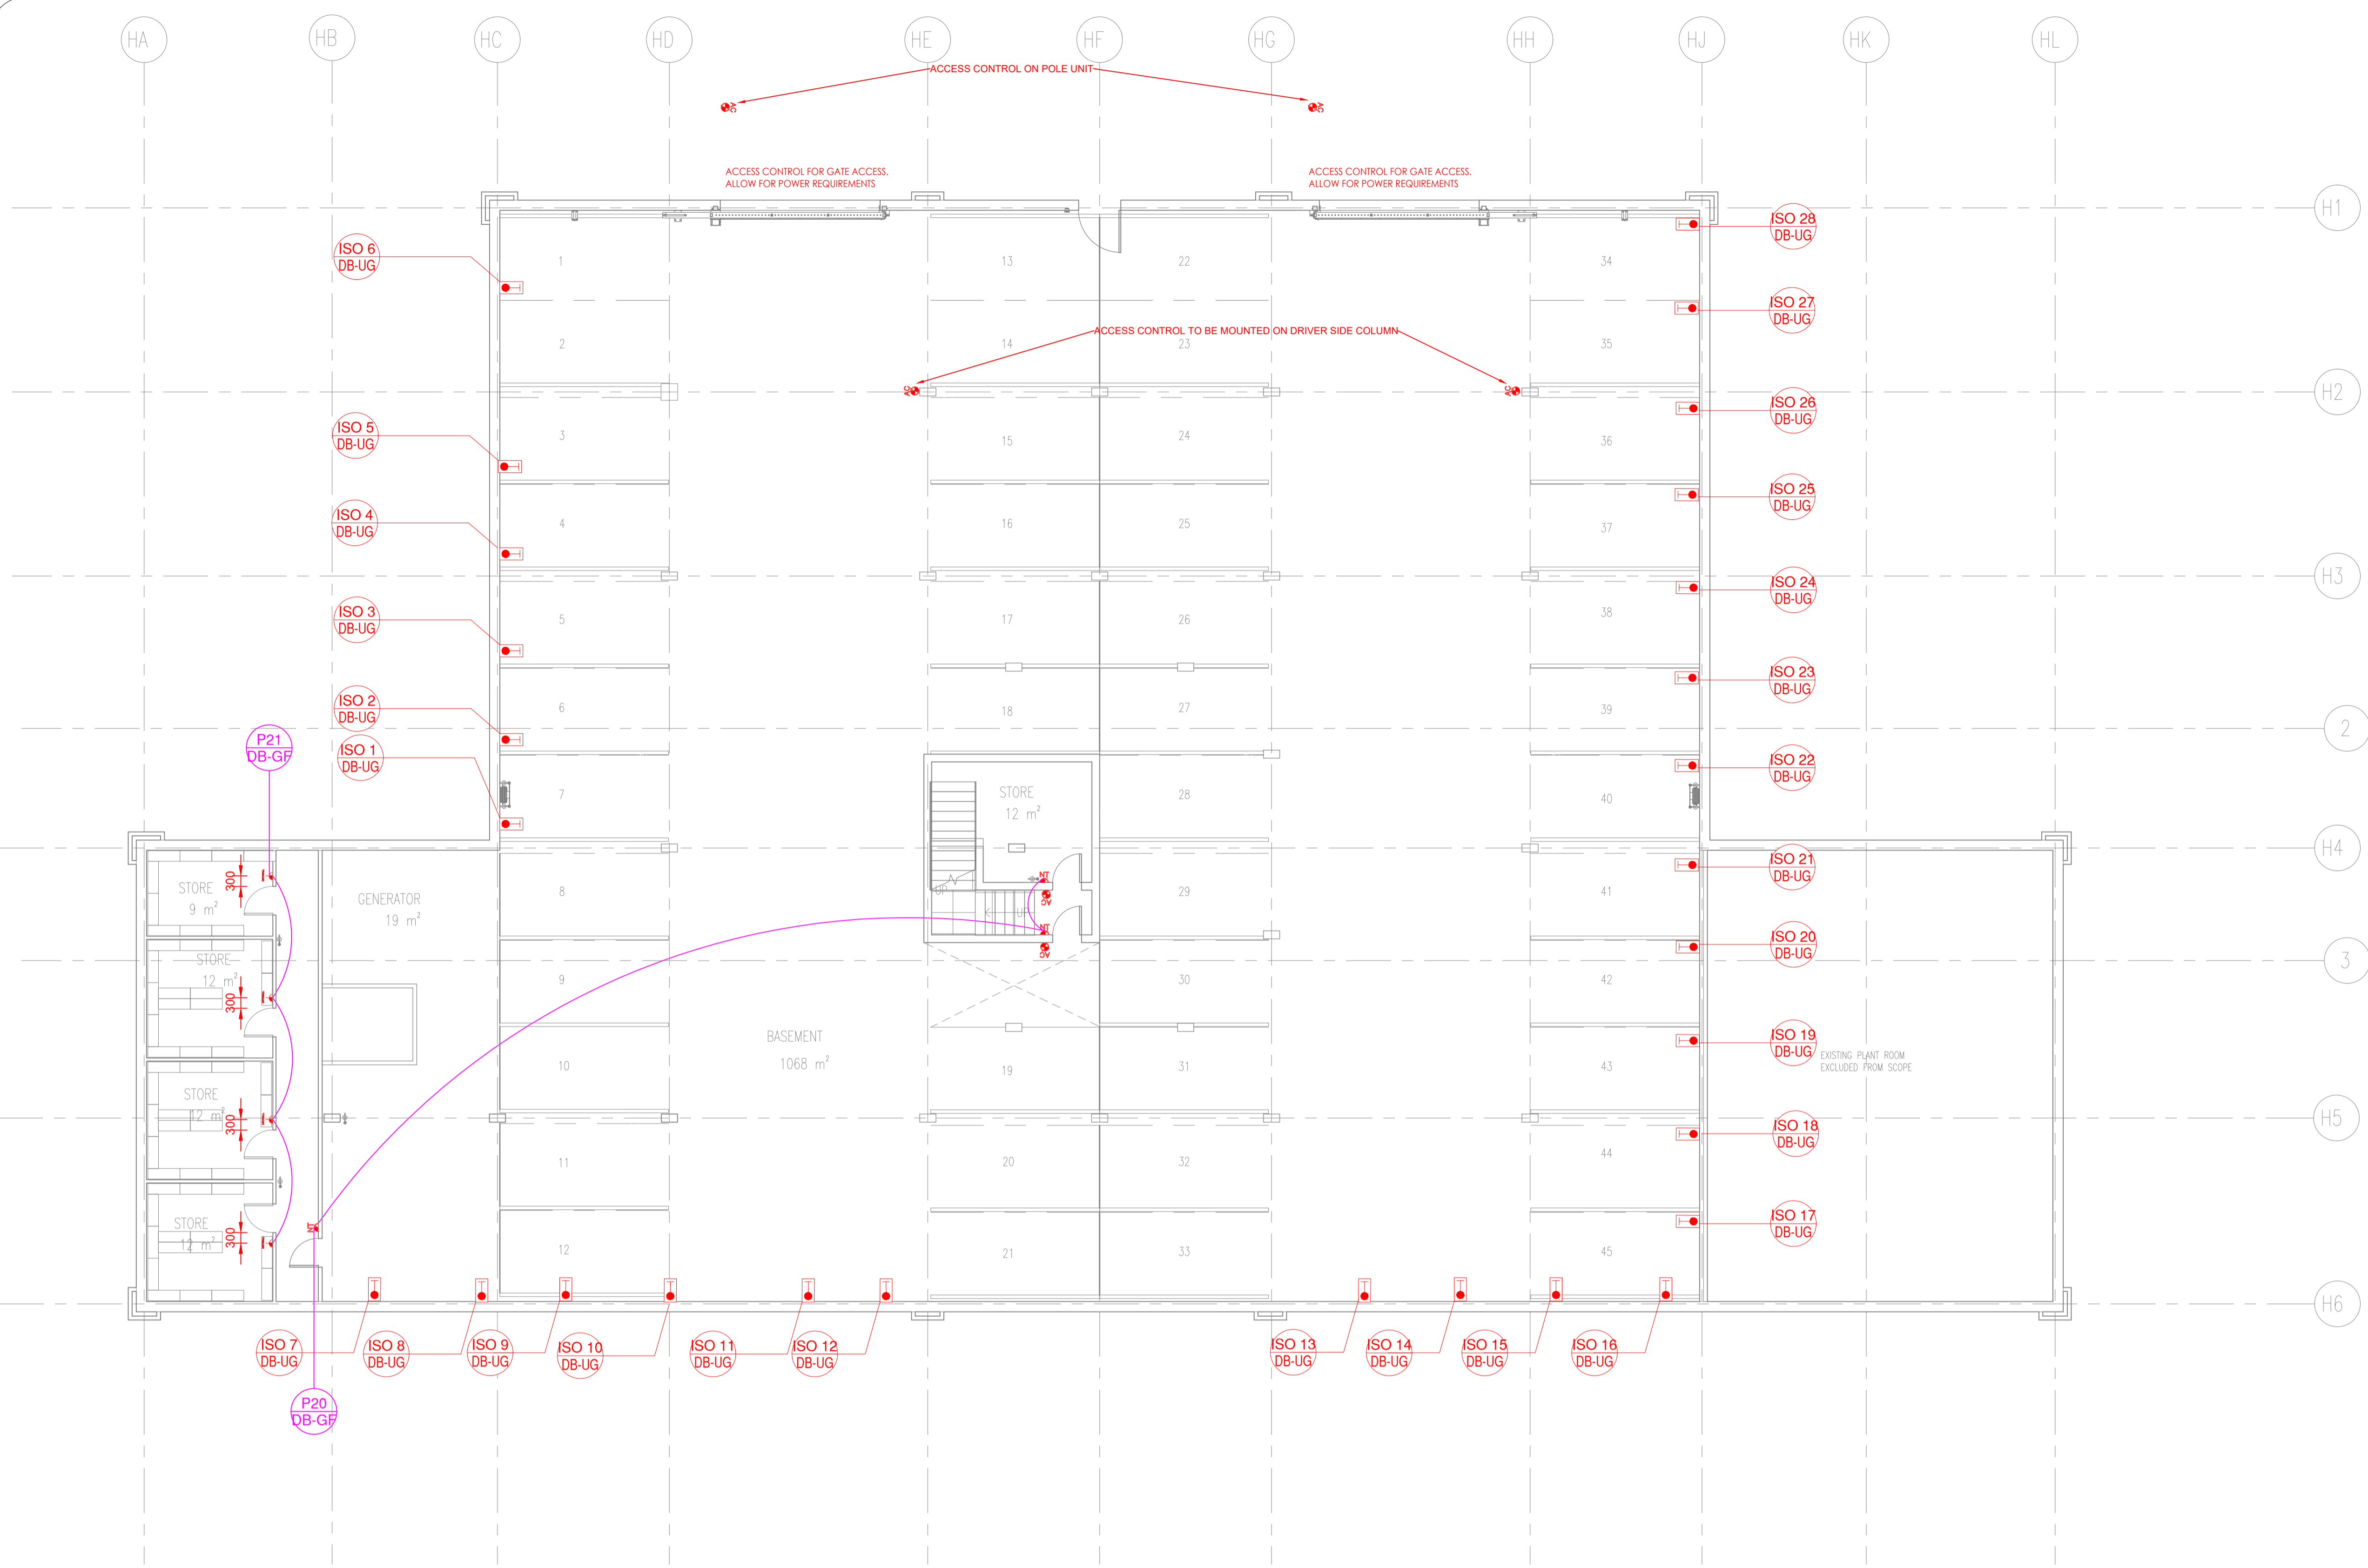 HA
HB
HC
HD
HE
HF
HG
HH
HJ
HK
HL
ACCESS CONTROL ON POLE UNIT
AC
AC
ACCESS CONTROL FOR GATE ACCESS.
ALLOW FOR POWER REQUIREMENTS
ACCESS CONTROL FOR GATE ACCESS.
ALLOW FOR POWER REQUIREMENTS
H1
ISO 28
DB-UG
ISO 6
DB-UG
1
13
22
34
ISO 27
DB-UG
ACCESS CONTROL TO BE MOUNTED ON DRIVER SIDE COLUMN
2
14
23
35
AC
AC
H2
ISO 26
DB-UG
ISO 5
DB-UG
3
15
24
36
ISO 25
DB-UG
ISO 4
DB-UG
4
16
25
37
H3
ISO 24
DB-UG
ISO 3
DB-UG
5
17
26
38
ISO 23
DB-UG
ISO 2
DB-UG
6
18
27
39
2
P21
DB-GF
ISO 1
DB-UG
ISO 22
DB-UG
7
STORE
12 m²
28
40
H4
ISO 21
DB-UG
300
STORE
9 m²
GENERATOR
19 m²
8
UP
UP
NT
AC
NT
AC
29
41
ISO 20
DB-UG
STORE
12 m²
300
9
30
42
3
ISO 19
DB-UG
BASEMENT
1068 m²
EXISTING PLANT ROOM
EXCLUDED FROM SCOPE
10
19
31
43
STORE
12 m²
300
H5
ISO 18
DB-UG
11
20
32
44
STORE
12 m²
300
NT
ISO 17
DB-UG
12
21
33
45
H6
ISO 7
DB-UG
ISO 8
DB-UG
ISO 9
DB-UG
ISO 10
DB-UG
ISO 11
DB-UG
ISO 12
DB-UG
ISO 13
DB-UG
ISO 14
DB-UG
ISO 15
DB-UG
ISO 16
DB-UG
P20
DB-GF